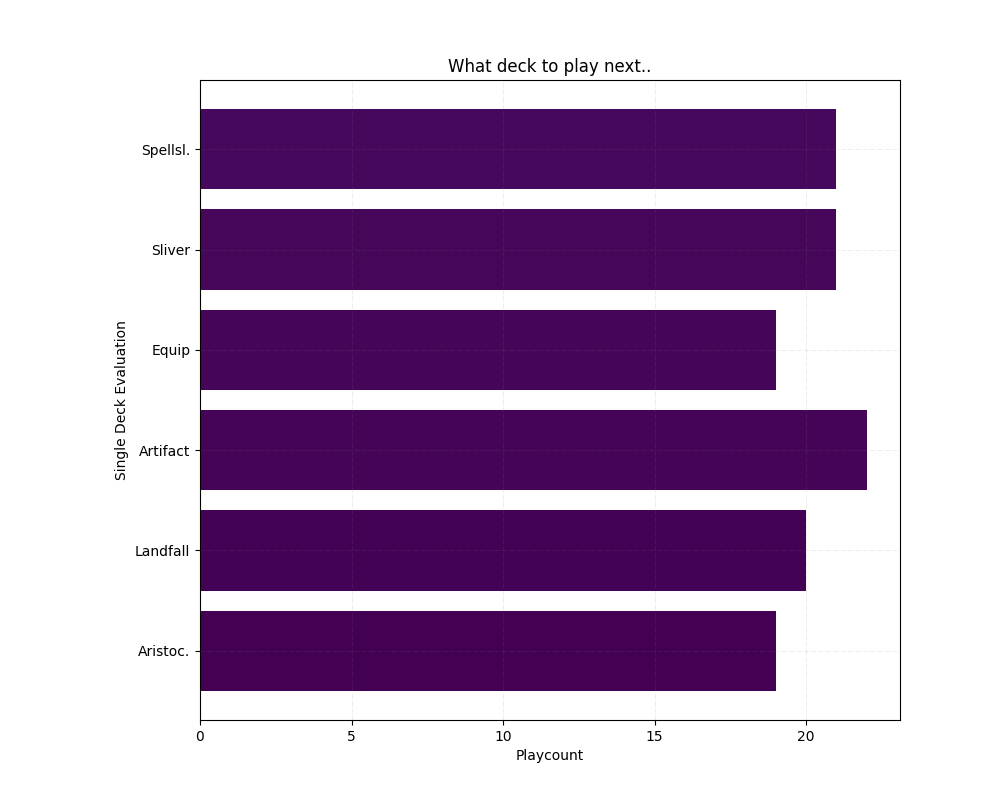 What deck to play next..
Single Deck Evaluation
Spellsl.
Sliver
Equip
Artifact
Landfall
Aristoc.
0 5 10 15 20
Playcount